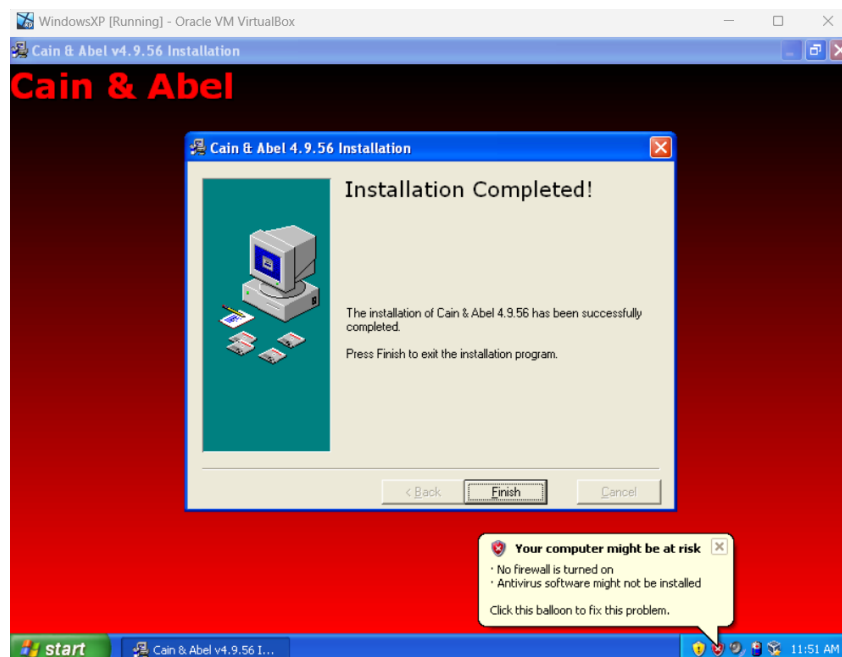 WindowsXP [Running] - Oracle VM VirtualBox
Cain & Abel v4.9.56 Installation
Cain & Abel
Cain & Abel 4.9.56 Installation
Installation Completed!
The installation of Cain & Abel 4.9.56 has been successfully
completed.
Press Finish to exit the installation program.
< Back
Finish
Cancel
Your computer might be at risk
· No firewall is turned on
· Antivirus software might not be installed
Click this balloon to fix this problem.
start
Cain & Abel v4.9.56 I...
11:51 AM